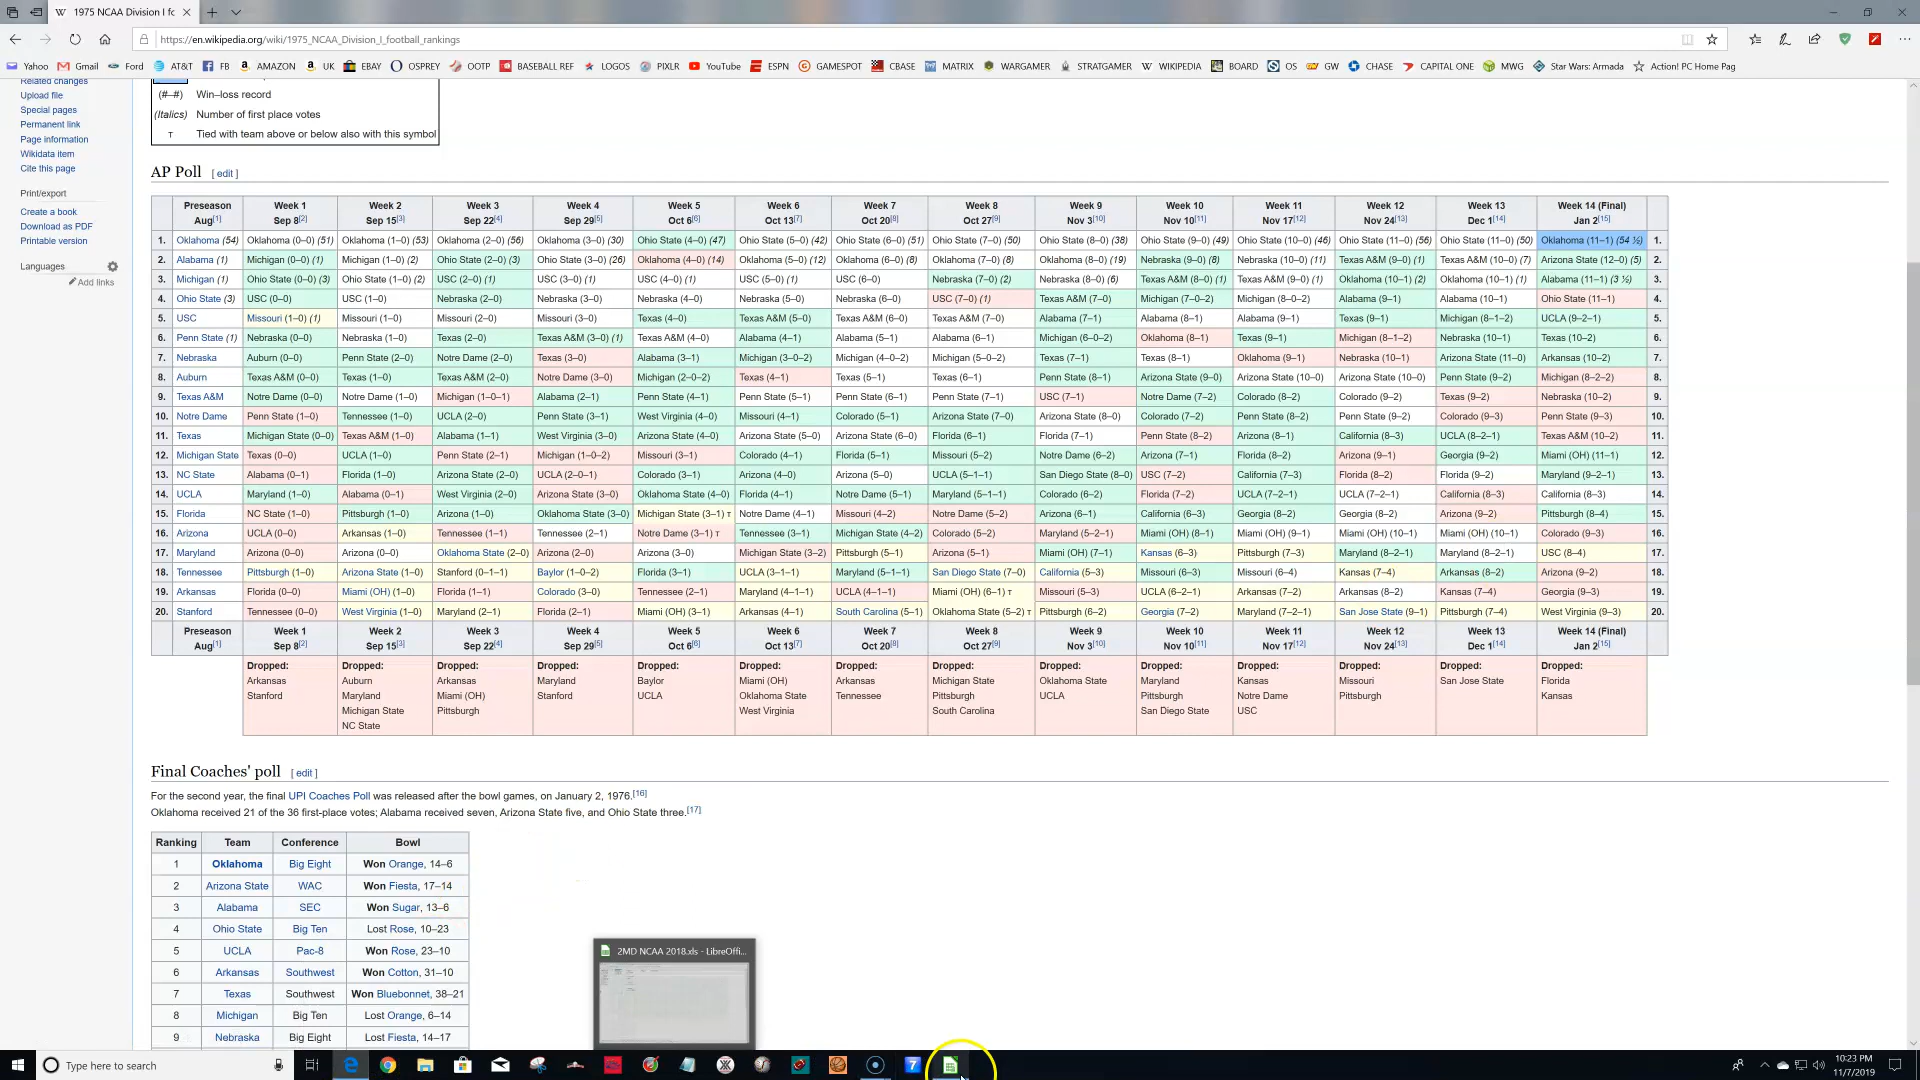 1975 NCAA Division I fc
https://en.wikipedia.org/wiki/1975_NCAA_Division_I_football_rankings
Yahoo Gmail Ford AT&T FB AMAZON UK EBAY OSPREY OOTP BASEBALL REF LOGOS PIXLR YouTube ESPN GAMESPOT CBASE MATRIX WARGAMER STRATGAMER WIKIPEDIA BOARD OS GW CHASE CAPITAL ONE MWG Star Wars: Armada Action! PC Home Pag
Related changes
Upload file
Special pages
Permanent link
Page information
Wikidata item
Cite this page
Print/export
Create a book
Download as PDF
Printable version
Languages
Add links
(#–#) Win–loss record
(Italics) Number of first place votes
T Tied with team above or below also with this symbol
AP Poll [ edit ]
Preseason Week 1 Week 2 Week 3 Week 4 Week 5 Week 6 Week 7 Week 8 Week 9 Week 10 Week 11 Week 12 Week 13 Week 14 (Final)
Aug[1] Sep 8[2] Sep 15[3] Sep 22[4] Sep 29[5] Oct 6[6] Oct 13[7] Oct 20[8] Oct 27[9] Nov 3[10] Nov 10[11] Nov 17[12] Nov 24[13] Dec 1[14] Jan 2[15]
1. Oklahoma (54) Oklahoma (0–0) (51) Oklahoma (1–0) (53) Oklahoma (2–0) (56) Oklahoma (3–0) (30) Ohio State (4–0) (47) Ohio State (5–0) (42) Ohio State (6–0) (51) Ohio State (7–0) (50) Ohio State (8–0) (38) Ohio State (9–0) (49) Ohio State (10–0) (46) Ohio State (11–0) (56) Ohio State (11–0) (50) Oklahoma (11–1) (54 ½) 1.
2. Alabama (1) Michigan (0–0) (1) Michigan (1–0) (2) Ohio State (2–0) (3) Ohio State (3–0) (26) Oklahoma (4–0) (14) Oklahoma (5–0) (12) Oklahoma (6–0) (8) Oklahoma (7–0) (8) Oklahoma (8–0) (19) Nebraska (9–0) (8) Nebraska (10–0) (11) Texas A&M (9–0) (1) Texas A&M (10–0) (7) Arizona State (12–0) (5) 2.
3. Michigan (1) Ohio State (0–0) (3) Ohio State (1–0) (2) USC (2–0) (1) USC (3–0) (1) USC (4–0) (1) USC (5–0) (1) USC (6–0) Nebraska (7–0) (2) Nebraska (8–0) (6) Texas A&M (8–0) (1) Texas A&M (9–0) (1) Oklahoma (10–1) (2) Oklahoma (10–1) (1) Alabama (11–1) (3 ½) 3.
4. Ohio State (3) USC (0–0) USC (1–0) Nebraska (2–0) Nebraska (3–0) Nebraska (4–0) Nebraska (5–0) Nebraska (6–0) USC (7–0) (1) Texas A&M (7–0) Michigan (7–0–2) Michigan (8–0–2) Alabama (9–1) Alabama (10–1) Ohio State (11–1) 4.
5. USC Missouri (1–0) (1) Missouri (1–0) Missouri (2–0) Missouri (3–0) Texas (4–0) Texas A&M (5–0) Texas A&M (6–0) Texas A&M (7–0) Alabama (7–1) Alabama (8–1) Alabama (9–1) Texas (9–1) Michigan (8–1–2) UCLA (9–2–1) 5.
6. Penn State (1) Nebraska (0–0) Nebraska (1–0) Texas (2–0) Texas A&M (3–0) (1) Texas A&M (4–0) Alabama (4–1) Alabama (5–1) Alabama (6–1) Michigan (6–0–2) Oklahoma (8–1) Texas (9–1) Michigan (8–1–2) Nebraska (10–1) Texas (10–2) 6.
7. Nebraska Auburn (0–0) Penn State (2–0) Notre Dame (2–0) Texas (3–0) Alabama (3–1) Michigan (3–0–2) Michigan (4–0–2) Michigan (5–0–2) Texas (7–1) Texas (8–1) Oklahoma (9–1) Nebraska (10–1) Arizona State (11–0) Arkansas (10–2) 7.
8. Auburn Texas A&M (0–0) Texas (1–0) Texas A&M (2–0) Notre Dame (3–0) Michigan (2–0–2) Texas (4–1) Texas (5–1) Texas (6–1) Penn State (8–1) Arizona State (9–0) Arizona State (10–0) Arizona State (10–0) Penn State (9–2) Michigan (8–2–2) 8.
9. Texas A&M Notre Dame (0–0) Notre Dame (1–0) Michigan (1–0–1) Alabama (2–1) Penn State (4–1) Penn State (5–1) Penn State (6–1) Penn State (7–1) USC (7–1) Notre Dame (7–2) Colorado (8–2) Colorado (9–2) Texas (9–2) Nebraska (10–2) 9.
10. Notre Dame Penn State (1–0) Tennessee (1–0) UCLA (2–0) Penn State (3–1) West Virginia (4–0) Missouri (4–1) Colorado (5–1) Arizona State (7–0) Arizona State (8–0) Colorado (7–2) Penn State (8–2) Penn State (9–2) Colorado (9–3) Penn State (9–3) 10.
11. Texas Michigan State (0–0) Texas A&M (1–0) Alabama (1–1) West Virginia (3–0) Arizona State (4–0) Arizona State (5–0) Arizona State (6–0) Florida (6–1) Florida (7–1) Penn State (8–2) Arizona (8–1) California (8–3) UCLA (8–2–1) Texas A&M (10–2) 11.
12. Michigan State Texas (0–0) UCLA (1–0) Penn State (2–1) Michigan (1–0–2) Missouri (3–1) Colorado (4–1) Florida (5–1) Missouri (5–2) Notre Dame (6–2) Arizona (7–1) Florida (8–2) Arizona (9–1) Georgia (9–2) Miami (OH) (11–1) 12.
13. NC State Alabama (0–1) Florida (1–0) Arizona State (2–0) UCLA (2–0–1) Colorado (3–1) Arizona (4–0) Arizona (5–0) UCLA (5–1–1) San Diego State (8–0) USC (7–2) California (7–3) Florida (8–2) Florida (9–2) Maryland (9–2–1) 13.
14. UCLA Maryland (1–0) Alabama (0–1) West Virginia (2–0) Arizona State (3–0) Oklahoma State (4–0) Florida (4–1) Notre Dame (5–1) Maryland (5–1–1) Colorado (6–2) Florida (7–2) UCLA (7–2–1) UCLA (7–2–1) California (8–3) California (8–3) 14.
15. Florida NC State (1–0) Pittsburgh (1–0) Arizona (1–0) Oklahoma State (3–0) Michigan State (3–1) T Notre Dame (4–1) Missouri (4–2) Notre Dame (5–2) Arizona (6–1) California (6–3) Georgia (8–2) Georgia (8–2) Arizona (9–2) Pittsburgh (8–4) 15.
16. Arizona UCLA (0–0) Arkansas (1–0) Tennessee (1–1) Tennessee (2–1) Notre Dame (3–1) T Tennessee (3–1) Michigan State (4–2) Colorado (5–2) Maryland (5–2–1) Miami (OH) (8–1) Miami (OH) (9–1) Miami (OH) (10–1) Miami (OH) (10–1) Colorado (9–3) 16.
17. Maryland Arizona (0–0) Arizona (0–0) Oklahoma State (2–0) Arizona (2–0) Arizona (3–0) Michigan State (3–2) Pittsburgh (5–1) Arizona (5–1) Miami (OH) (7–1) Kansas (6–3) Pittsburgh (7–3) Maryland (8–2–1) Maryland (8–2–1) USC (8–4) 17.
18. Tennessee Pittsburgh (1–0) Arizona State (1–0) Stanford (0–1–1) Baylor (1–0–2) Florida (3–1) UCLA (3–1–1) Maryland (5–1–1) San Diego State (7–0) California (5–3) Missouri (6–3) Missouri (6–4) Kansas (7–4) Arkansas (8–2) Arizona (9–2) 18.
19. Arkansas Florida (0–0) Miami (OH) (1–0) Florida (1–1) Colorado (3–0) Tennessee (2–1) Maryland (4–1–1) UCLA (4–1–1) Miami (OH) (6–1) T Missouri (5–3) UCLA (6–2–1) Arkansas (7–2) Arkansas (8–2) Kansas (7–4) Georgia (9–3) 19.
20. Stanford Tennessee (0–0) West Virginia (1–0) Maryland (2–1) Florida (2–1) Miami (OH) (3–1) Arkansas (4–1) South Carolina (5–1) Oklahoma State (5–2) T Pittsburgh (6–2) Georgia (7–2) Maryland (7–2–1) San Jose State (9–1) Pittsburgh (7–4) West Virginia (9–3) 20.
Preseason Week 1 Week 2 Week 3 Week 4 Week 5 Week 6 Week 7 Week 8 Week 9 Week 10 Week 11 Week 12 Week 13 Week 14 (Final)
Aug[1] Sep 8[2] Sep 15[3] Sep 22[4] Sep 29[5] Oct 6[6] Oct 13[7] Oct 20[8] Oct 27[9] Nov 3[10] Nov 10[11] Nov 17[12] Nov 24[13] Dec 1[14] Jan 2[15]
Dropped: Dropped: Dropped: Dropped: Dropped: Dropped: Dropped: Dropped: Dropped: Dropped: Dropped: Dropped: Dropped: Dropped:
Arkansas Auburn Arkansas Maryland Baylor Miami (OH) Arkansas Michigan State Oklahoma State Maryland Kansas Missouri San Jose State Florida
Stanford Maryland Miami (OH) Stanford UCLA Oklahoma State Tennessee Pittsburgh UCLA Pittsburgh Notre Dame Pittsburgh Kansas
Michigan State Pittsburgh West Virginia South Carolina San Diego State USC
NC State
Final Coaches' poll [ edit ]
For the second year, the final UPI Coaches Poll was released after the bowl games, on January 2, 1976.[16]
Oklahoma received 21 of the 36 first-place votes; Alabama received seven, Arizona State five, and Ohio State three.[17]
Ranking Team Conference Bowl
1 Oklahoma Big Eight Won Orange, 14–6
2 Arizona State WAC Won Fiesta, 17–14
3 Alabama SEC Won Sugar, 13–6
4 Ohio State Big Ten Lost Rose, 10–23
5 UCLA Pac-8 Won Rose, 23–10
6 Arkansas Southwest Won Cotton, 31–10
7 Texas Southwest Won Bluebonnet, 38–21
8 Michigan Big Ten Lost Orange, 6–14
9 Nebraska Big Eight Lost Fiesta, 14–17
2MD NCAA 2018.xls - LibreOffi...
Type here to search
10:23 PM
11/7/2019